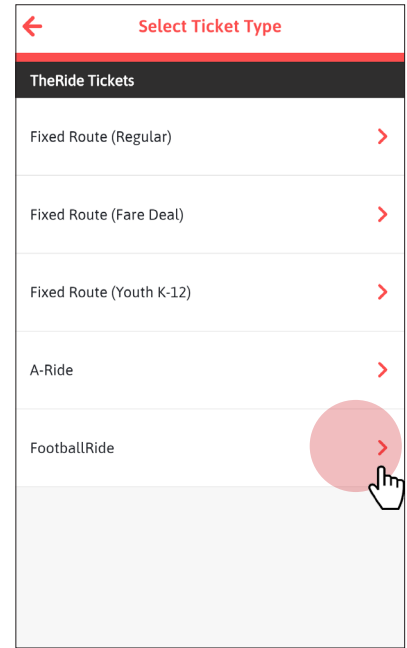 Select Ticket Type
TheRide Tickets
Fixed Route (Regular)
Fixed Route (Fare Deal)
Fixed Route (Youth K-12)
A-Ride
FootballRide